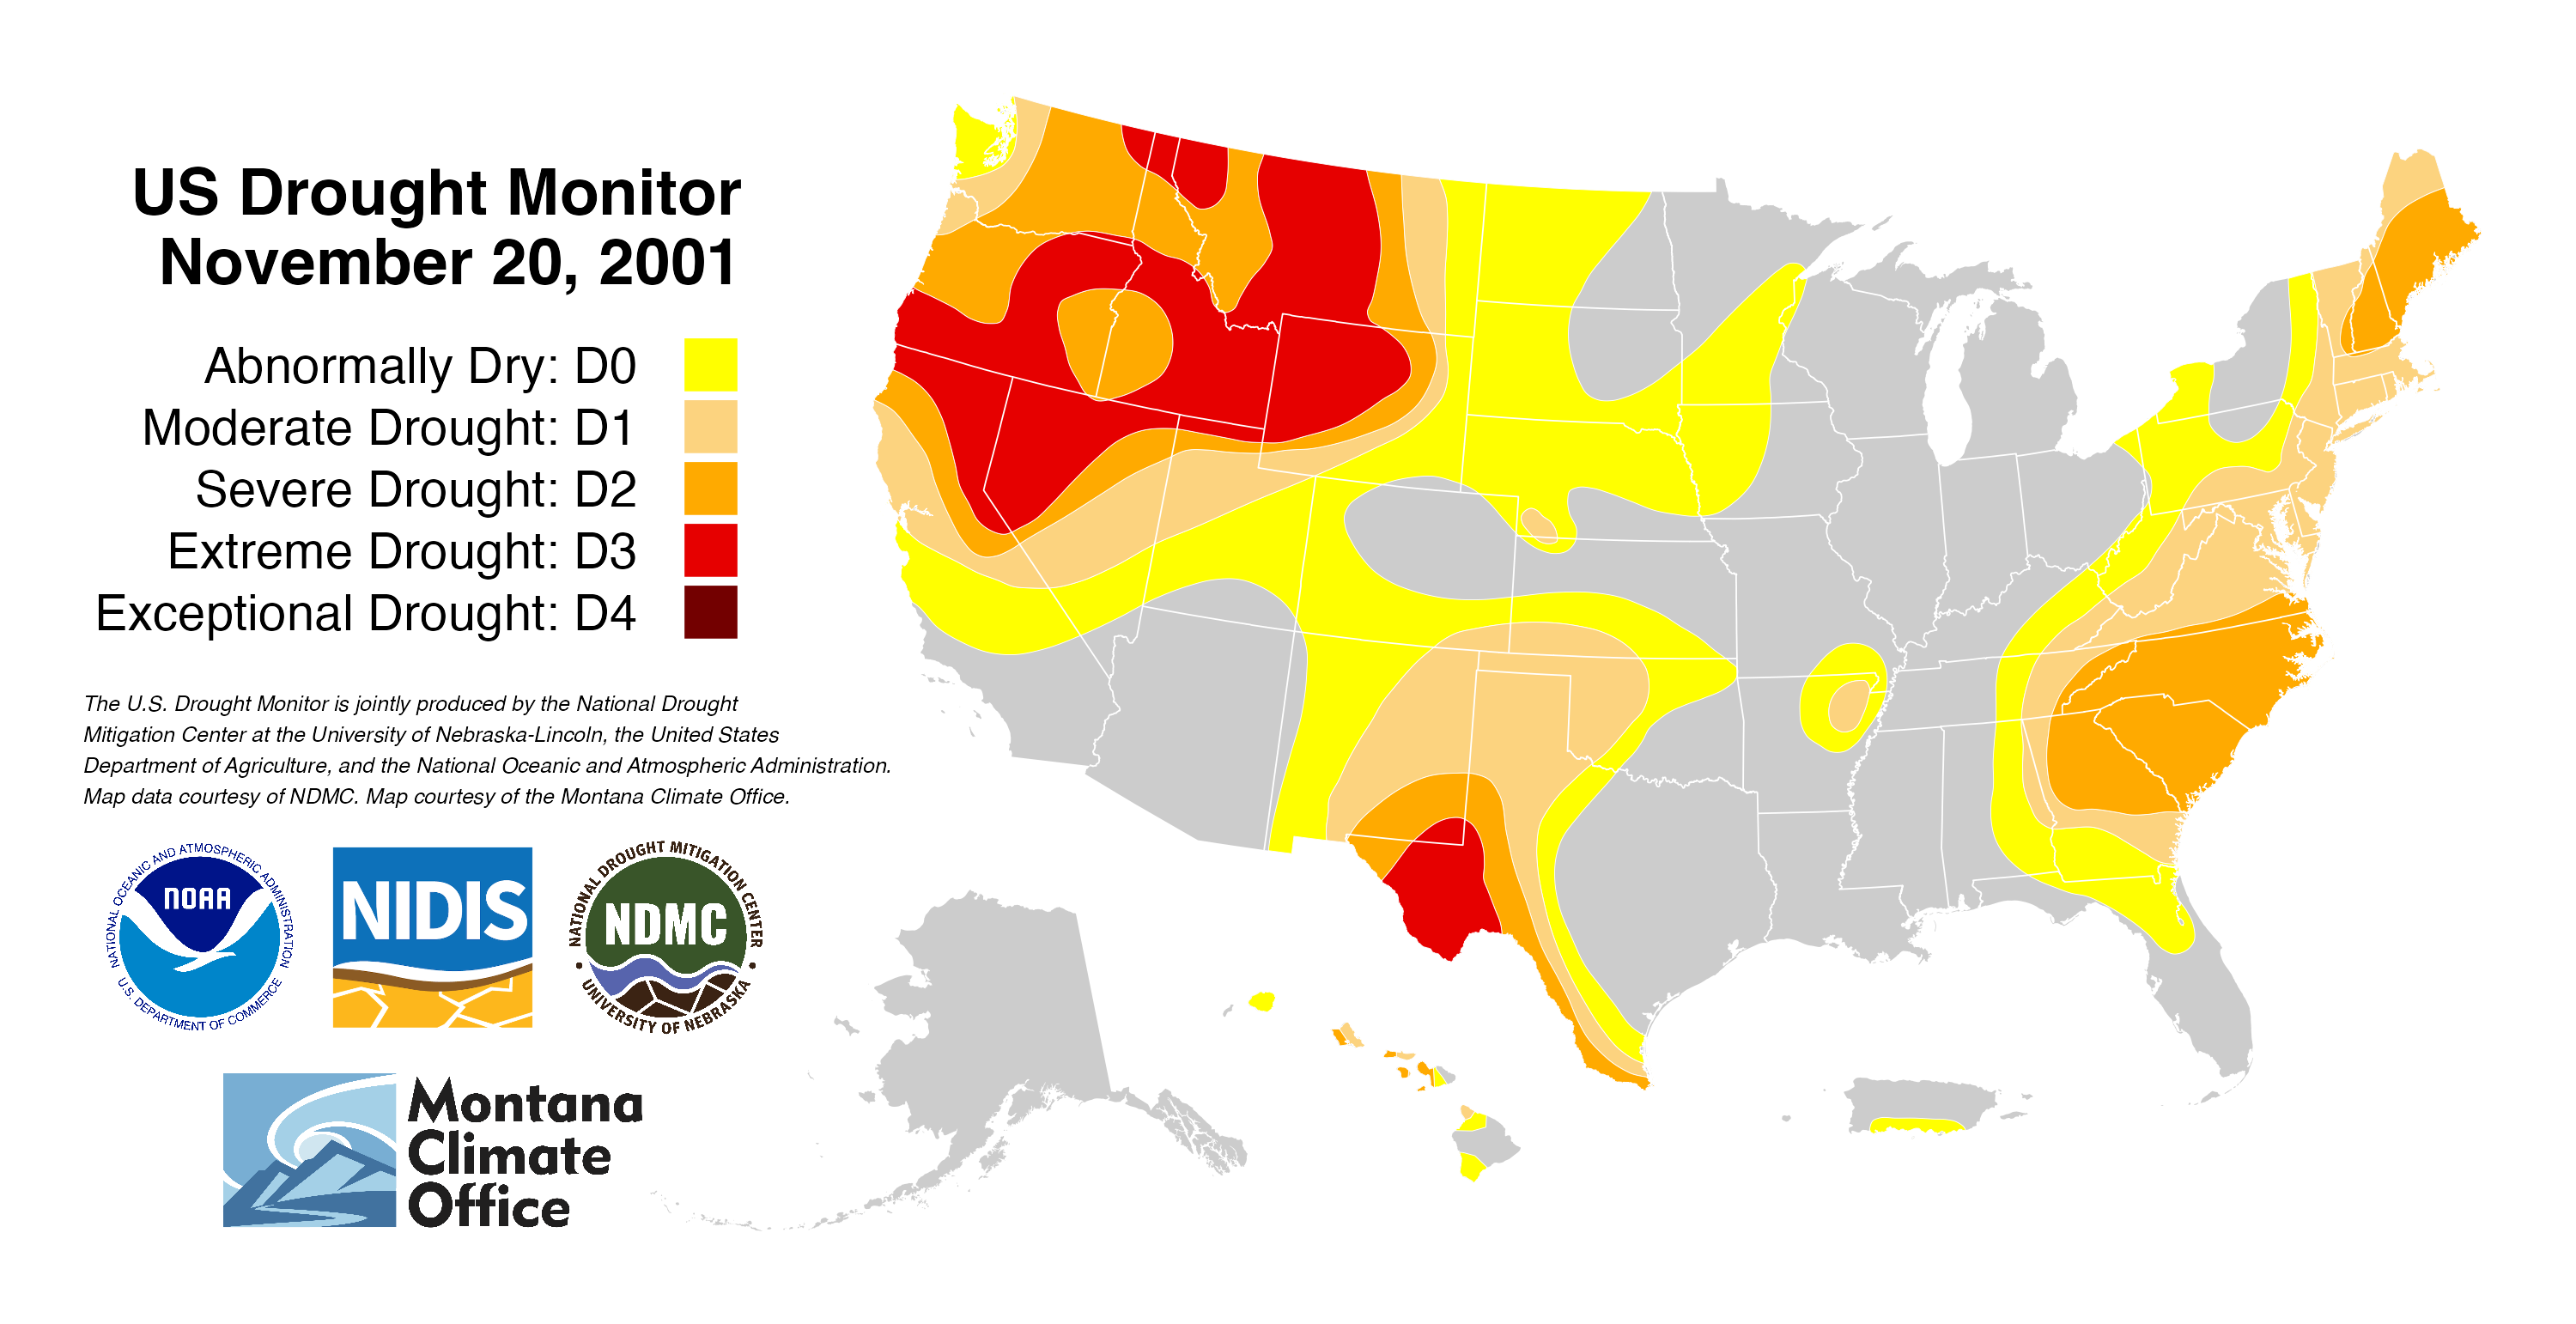 US Drought Monitor
November 20, 2001
Abnormally Dry: D0
Moderate Drought: D1
Severe Drought: D2
Extreme Drought: D3
Exceptional Drought: D4
The U.S. Drought Monitor is jointly produced by the National Drought
Mitigation Center at the University of Nebraska-Lincoln, the United States
Department of Agriculture, and the National Oceanic and Atmospheric Administration.
Map data courtesy of NDMC. Map courtesy of the Montana Climate Office.
NATIONAL OCEANIC AND ATMOSPHERIC ADMINISTRATION
NOAA
U.S. DEPARTMENT OF COMMERCE
NIDIS
NATIONAL DROUGHT MITIGATION CENTER
NDMC
UNIVERSITY OF NEBRASKA
Montana
Climate
Office